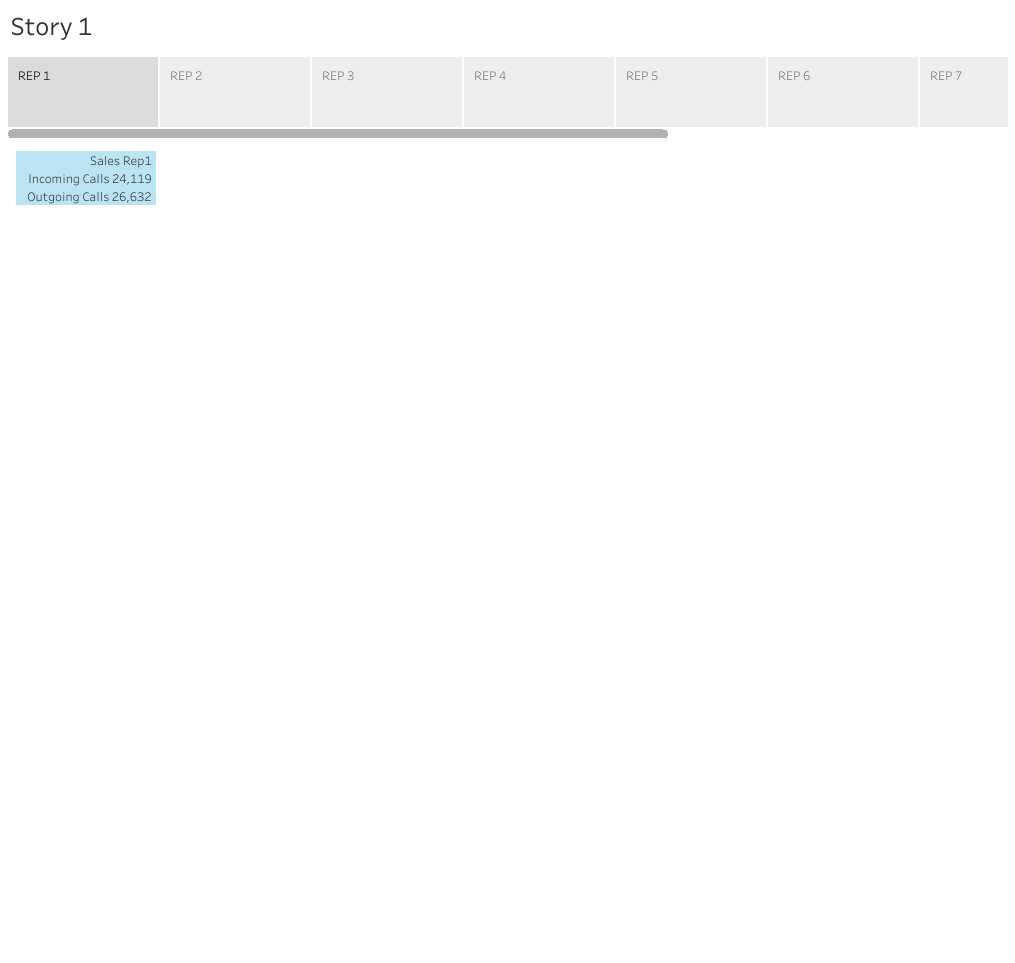 Story 1
REP 1
REP 2
REP 3
REP 4
REP 5
REP 6
REP 7
Sales Rep1
Incoming Calls 24,119
Outgoing Calls 26,632